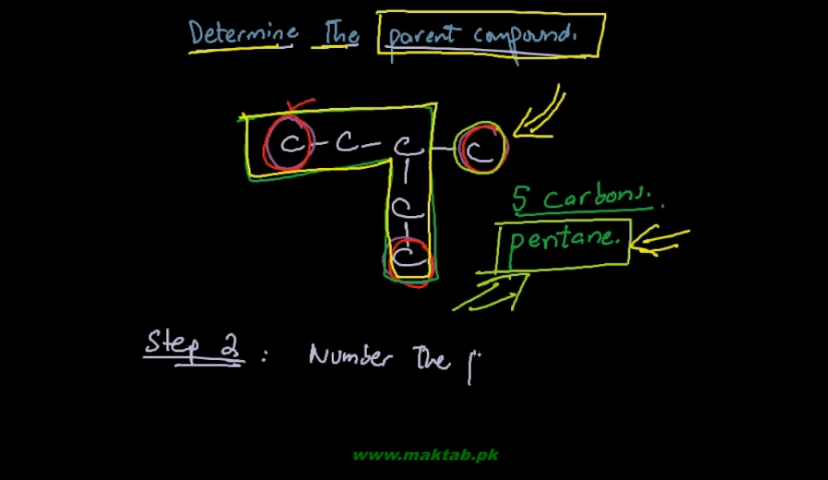 Determine The parent compound.
C - C - C - C
C
C
5 carbons.
pentane.
Step 2 : Number The p
www.maktab.pk